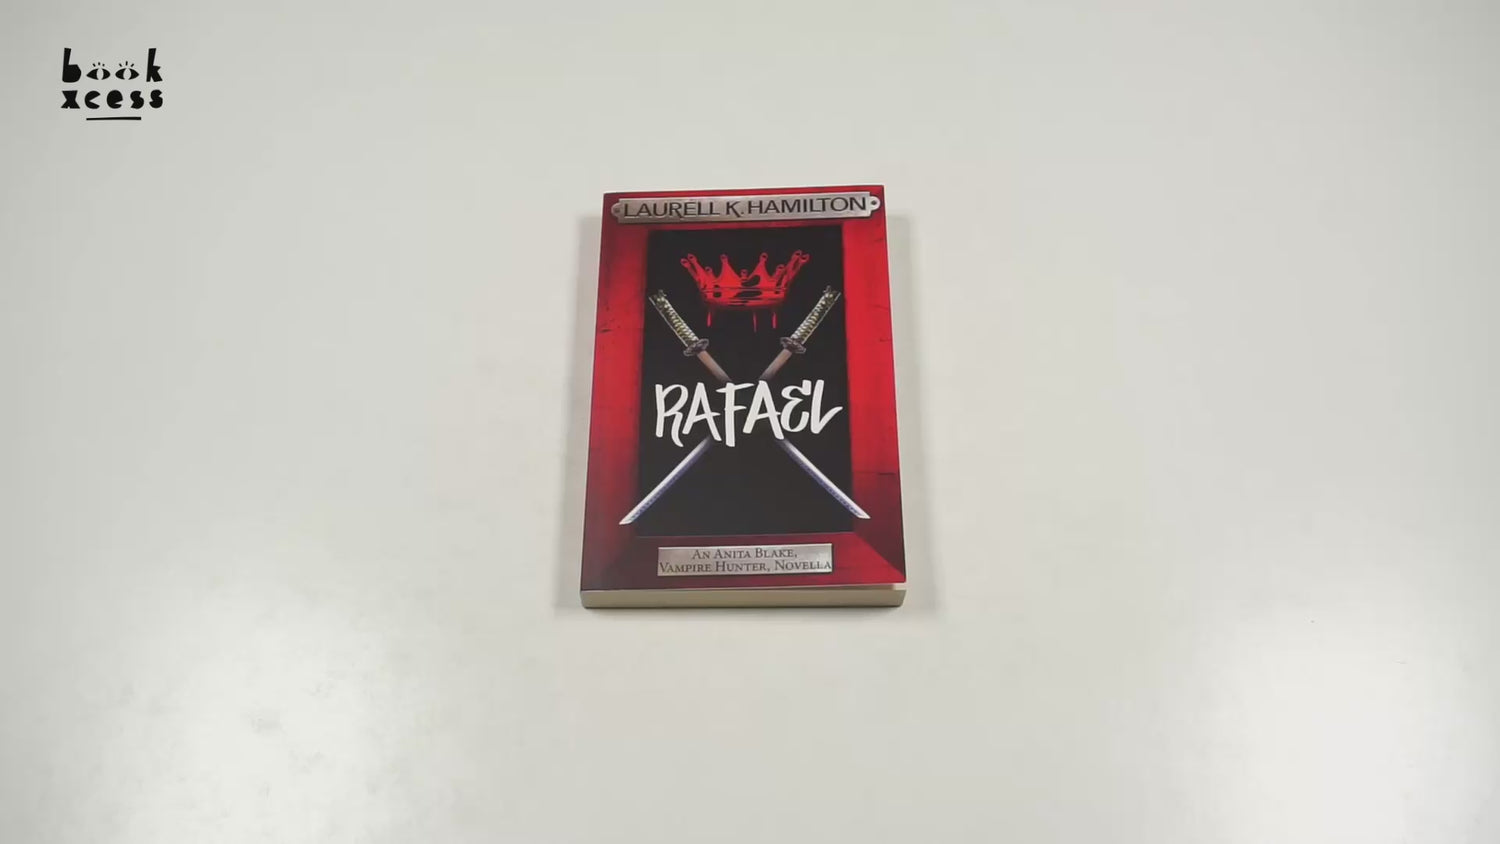 book
xcess
LAURELL K. HAMILTON
RAFAEL
AN ANITA BLAKE,
VAMPIRE HUNTER, NOVELLA